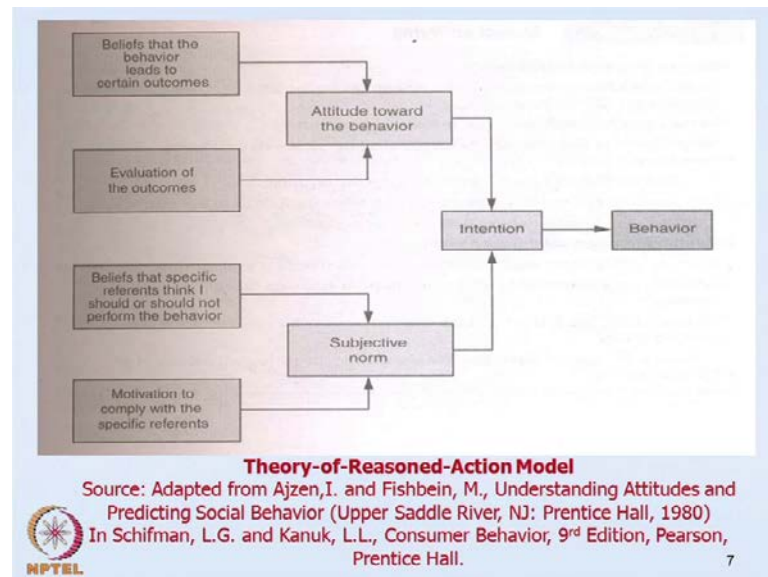 Beliefs that the
behavior
leads to
certain outcomes
Attitude toward
the behavior
Evaluation of
the outcomes
Intention
Behavior
Beliefs that specific
referents think I
should or should not
perform the behavior
Subjective
norm
Motivation to
comply with the
specific referents
Theory-of-Reasoned-Action Model
Source: Adapted from Ajzen,I. and Fishbein, M., Understanding Attitudes and
Predicting Social Behavior (Upper Saddle River, NJ: Prentice Hall, 1980)
In Schifman, L.G. and Kanuk, L.L., Consumer Behavior, 9rd Edition, Pearson,
Prentice Hall.
NPTEL
7